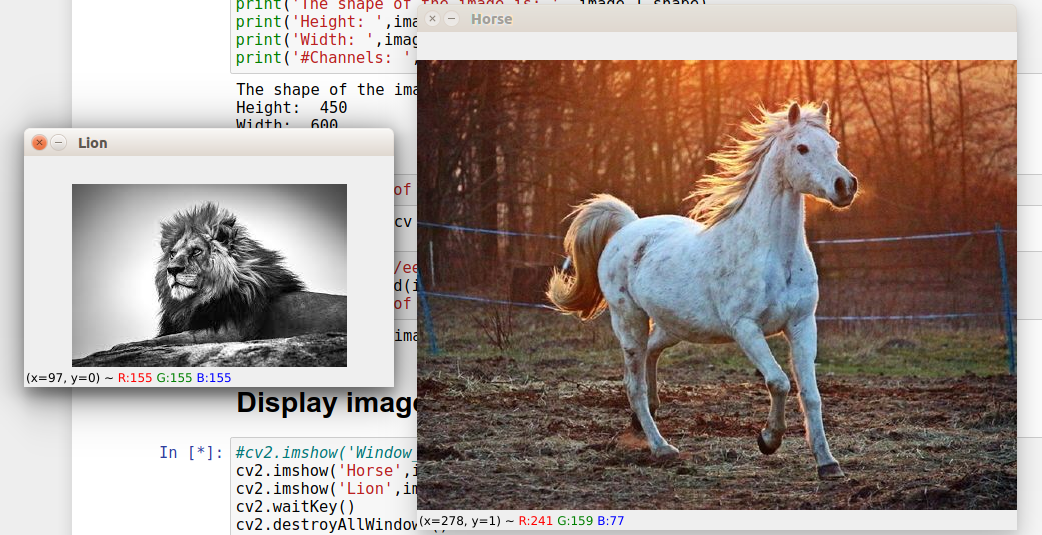 print('The shape of the image is: ', image_1.shape)
print('Height: ',ima
print('Width: ',imag
print('#Channels: ',
The shape of the ima
Height:  450
Width:  600
Horse
Lion
of
cv
/ee
d(i
of
ima
(x=97, y=0) ~ R:155 G:155 B:155
Display image
In [*]: #cv2.imshow('Window_
cv2.imshow('Horse',i
cv2.imshow('Lion',im
cv2.waitKey()
cv2.destroyAllWindow
(x=278, y=1) ~ R:241 G:159 B:77